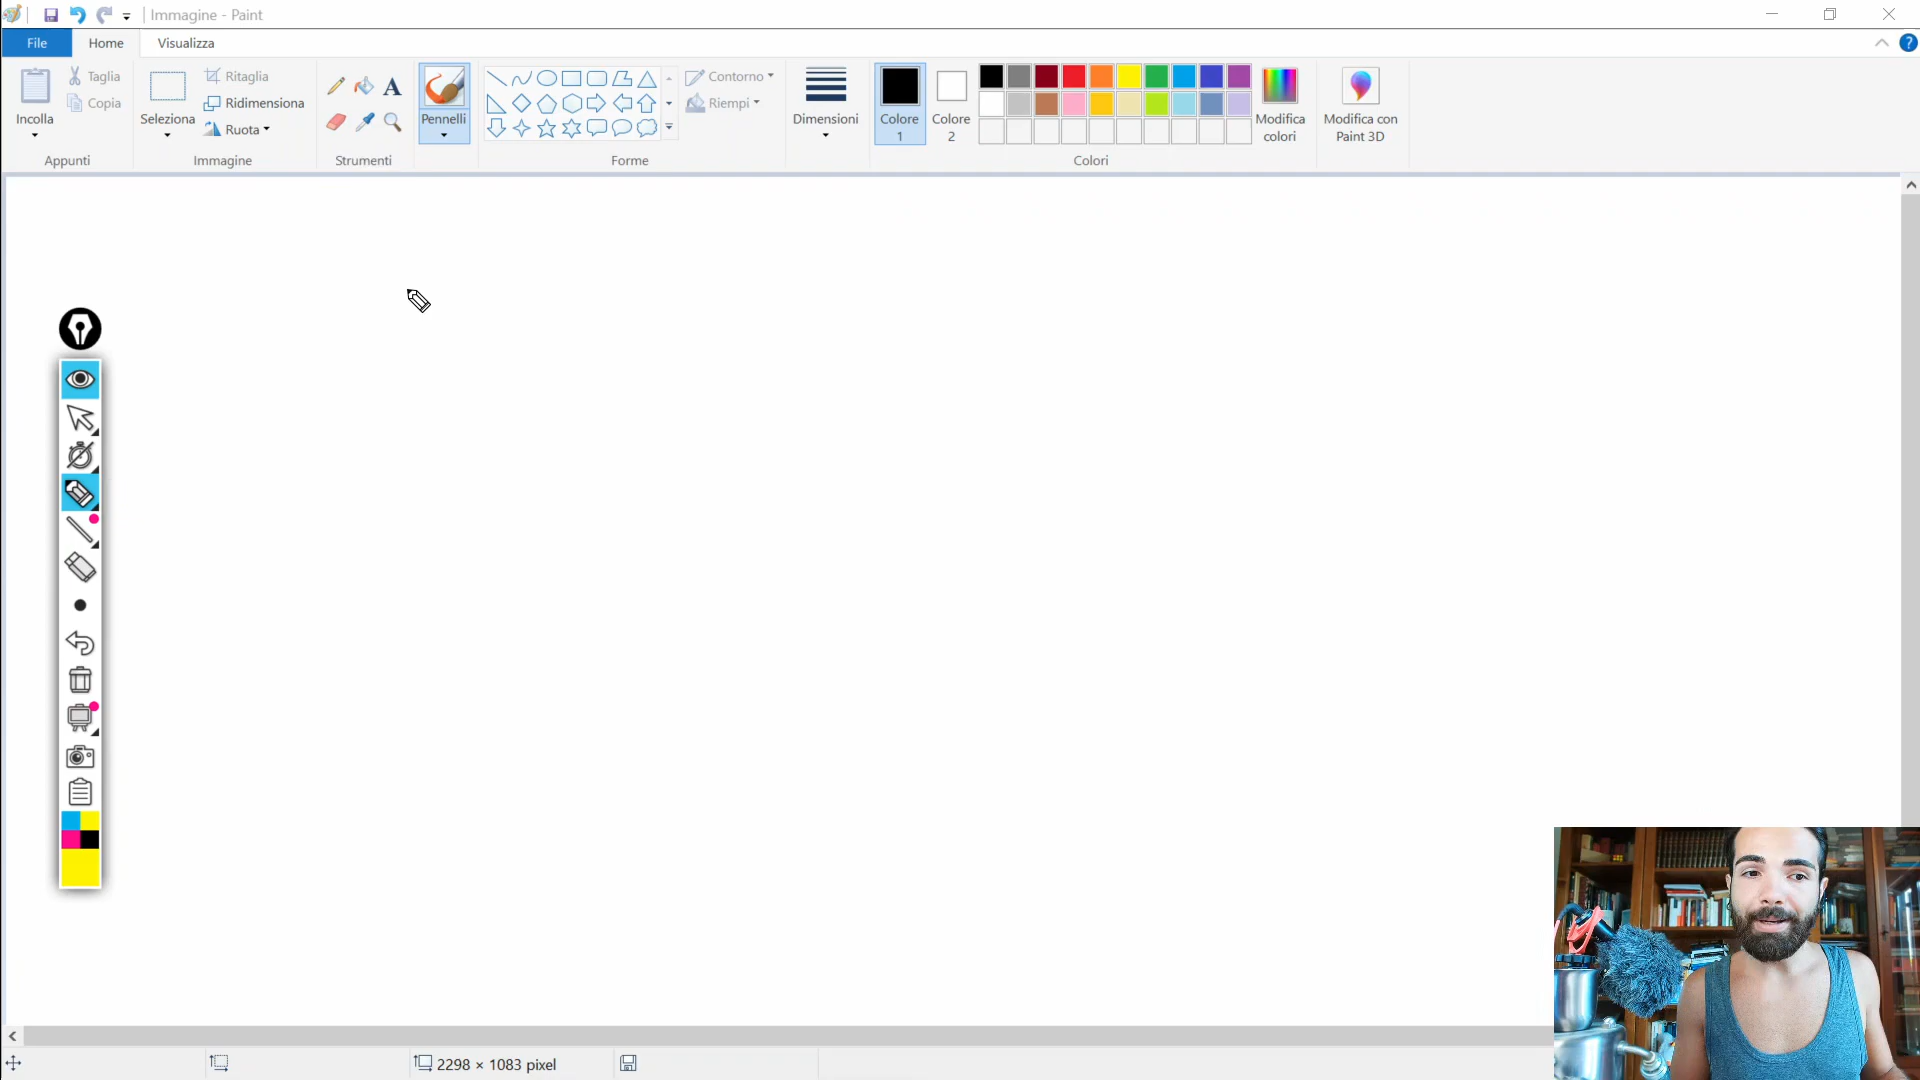 Immagine - Paint
File
Home
Visualizza
?
Incolla
Taglia
Copia
Appunti
Seleziona
Ritaglia
Ridimensiona
Ruota
Immagine
A
Strumenti
Pennelli
Contorno
Riempi
Forme
Dimensioni
Colore
1
Colore
2
Modifica
colori
Colori
Modifica con
Paint 3D
2298 × 1083 pixel